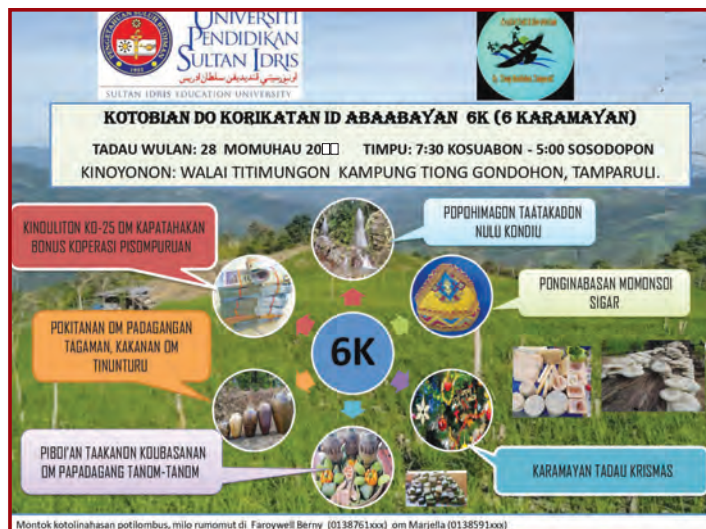 UNIVERSITI
PENDIDIKAN
SULTAN IDRIS
اونيۏرسيتي ڤنديديقن سلطان ادريس
SULTAN IDRIS EDUCATION UNIVERSITY
KOTOBIAN DO KORIKATAN ID ABAABAYAN 6K (6 KARAMAYAN)
TADAU WULAN: 28 MOMUHAU 20□□ TIMPU: 7:30 KOSUABON - 5:00 SOSODOPON
KINOYONON: WALAI TITIMUNGON KAMPUNG TIONG GONDOHON, TAMPARULI.
KINOULITON KO-25 OM KAPATAHAKAN
BONUS KOPERASI PISOMPURUAN
POPOHIMAGON TAATAKADON
NULU KONDIU
PONGINABASAN MOMONSOI
SIGAR
POKITANAN OM PADAGANGAN
TAGAMAN, KAKANAN OM
TINUNTURU
6K
PIBOI'AN TAAKANON KOUBASANAN
OM PAPADAGANG TANOM-TANOM
KARAMAYAN TADAU KRISMAS
Montok kotolinahasan potilombus, milo rumomut di Faroywell Berny (0138761xxx) om Marjella (0138591xxx)